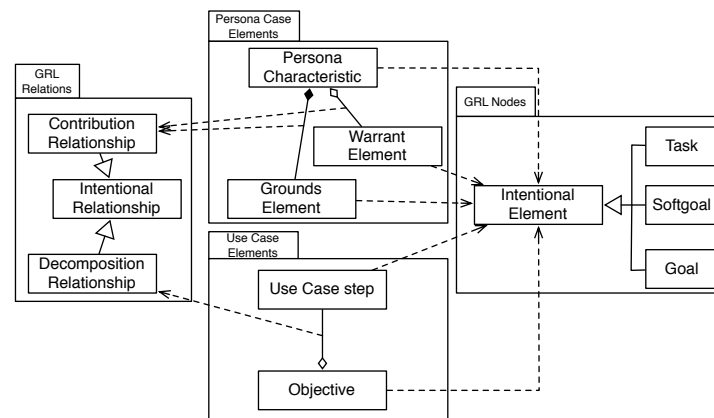 Persona Case
Elements
Persona
Characteristic
Warrant
Element
Grounds
Element
GRL
Relations
Contribution
Relationship
Intentional
Relationship
Decomposition
Relationship
GRL Nodes
Task
Intentional
Element
Softgoal
Goal
Use Case
Elements
Use Case step
Objective